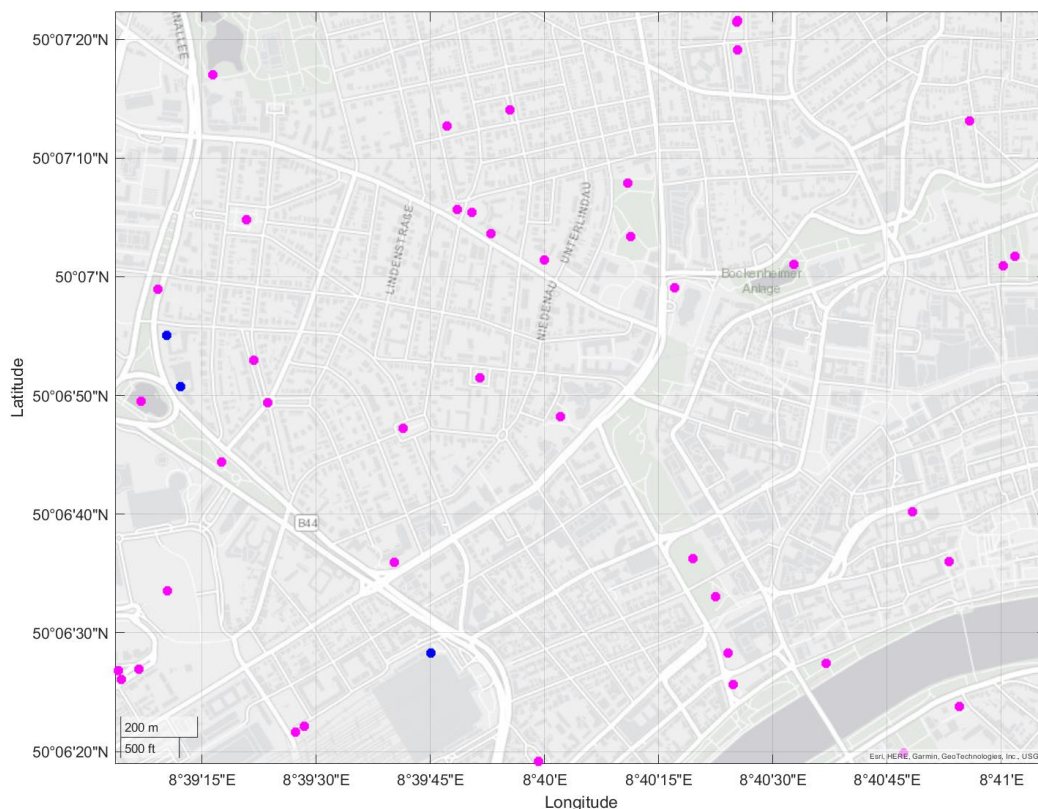 50°07'20"N
50°07'10"N
50°07'N
50°06'50"N
50°06'40"N
50°06'30"N
50°06'20"N
Latitude
NALLEE
LINDENSTRAßE
UNTERLINDAU
NIEDENAU
Bockenheimer
Anlage
B44
200 m
500 ft
Esri, HERE, Garmin, GeoTechnologies, Inc., USG
8°39'15"E
8°39'30"E
8°39'45"E
8°40'E
8°40'15"E
8°40'30"E
8°40'45"E
8°41'E
Longitude